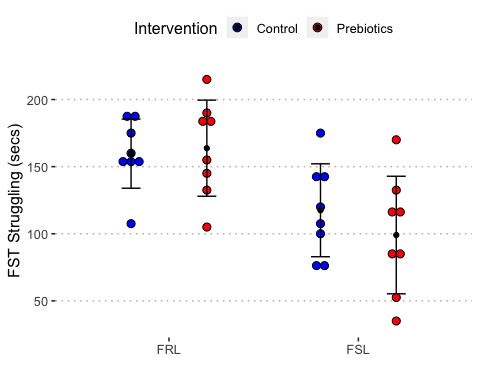 Intervention Control Prebiotics
FST Struggling (secs)
200
150
100
50
FRL FSL